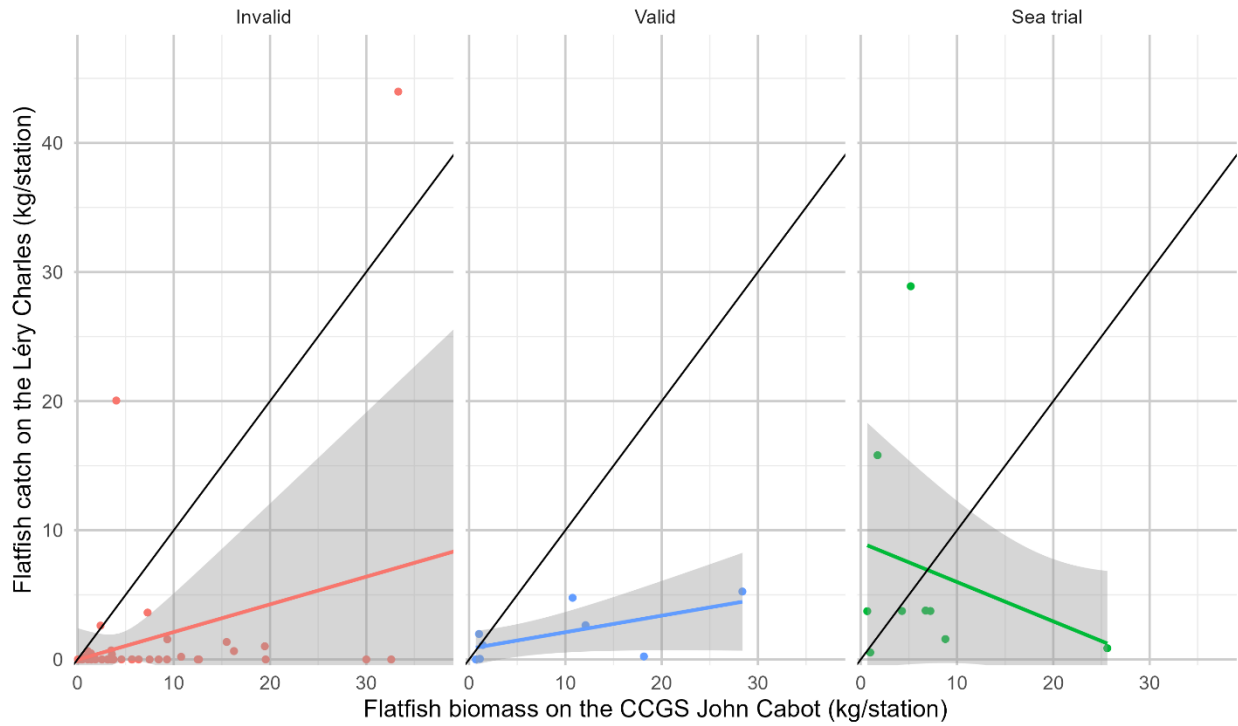 Invalid Valid Sea trial
Flatfish catch on the Léry Charles (kg/station)
40
30
20
10
0
0 10 20 30 0 10 20 30 0 10 20 30
Flatfish biomass on the CCGS John Cabot (kg/station)